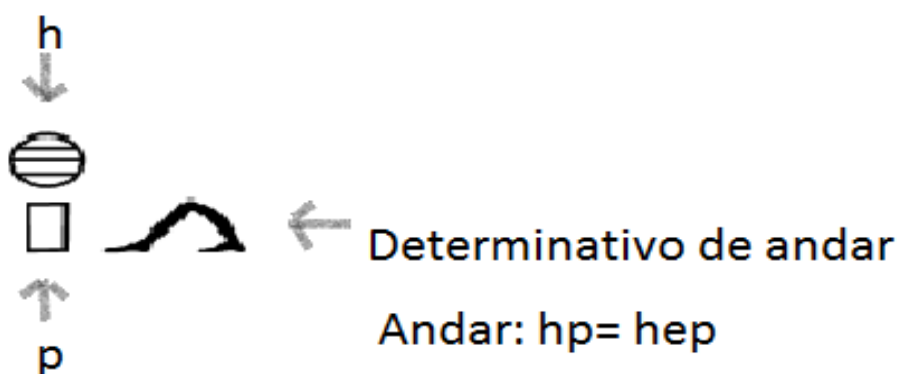 h
Determinativo de andar
Andar: hp= hep
p